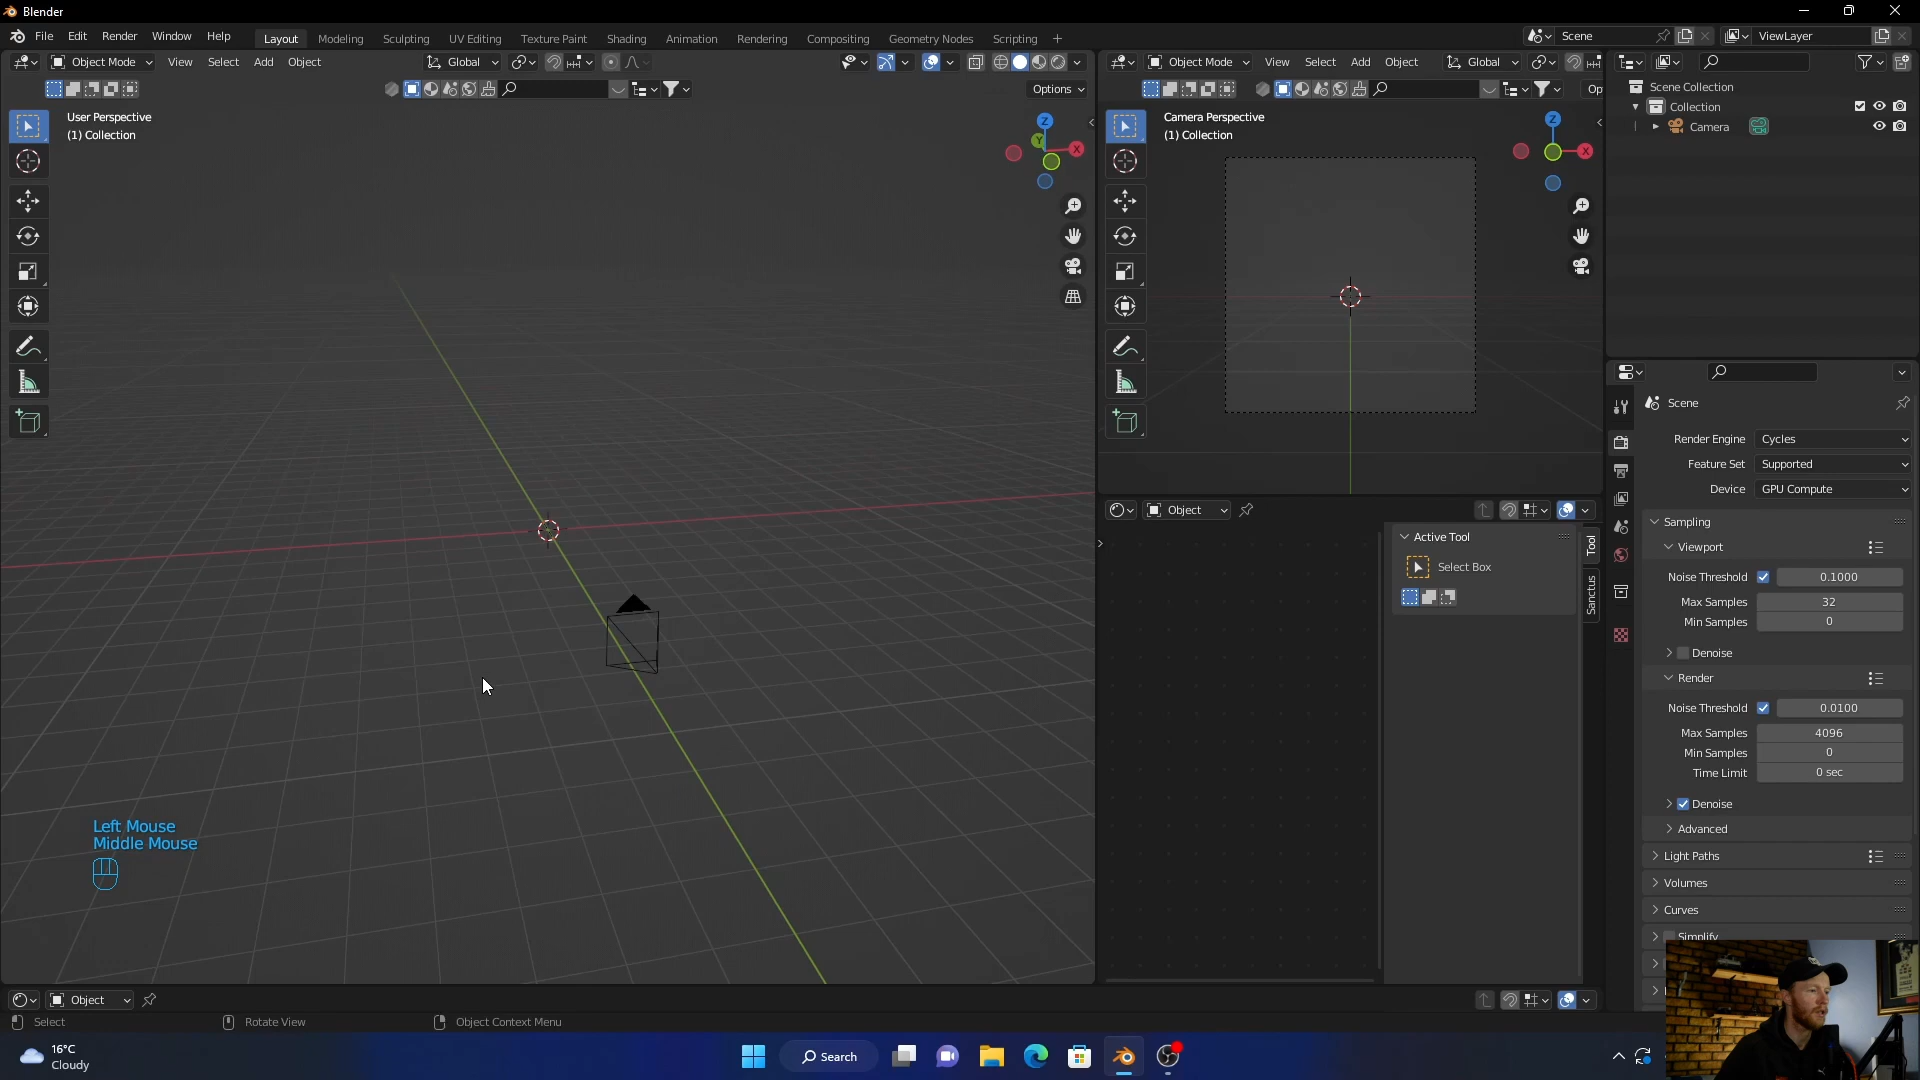 Blender
File Edit Render Window Help
Layout Modeling Sculpting UV Editing Texture Paint Shading Animation Rendering Compositing Geometry Nodes Scripting +
Scene
ViewLayer
Object Mode View Select Add Object
Global
Options
User Perspective
(1) Collection
Z
Y
X
Object Mode View Select Add Object
Global
Op
Camera Perspective
(1) Collection
Z
X
Scene Collection
Collection
Camera
Object
Active Tool
Select Box
Tool
Sanctus
Scene
Render Engine Cycles
Feature Set Supported
Device GPU Compute
Sampling
Viewport
Noise Threshold 0.1000
Max Samples 32
Min Samples 0
Denoise
Render
Noise Threshold 0.0100
Max Samples 4096
Min Samples 0
Time Limit 0 sec
Denoise
Advanced
Light Paths
Volumes
Curves
Simplify
Left Mouse
Middle Mouse
Object
Select Rotate View Object Context Menu
16°C
Cloudy
Search